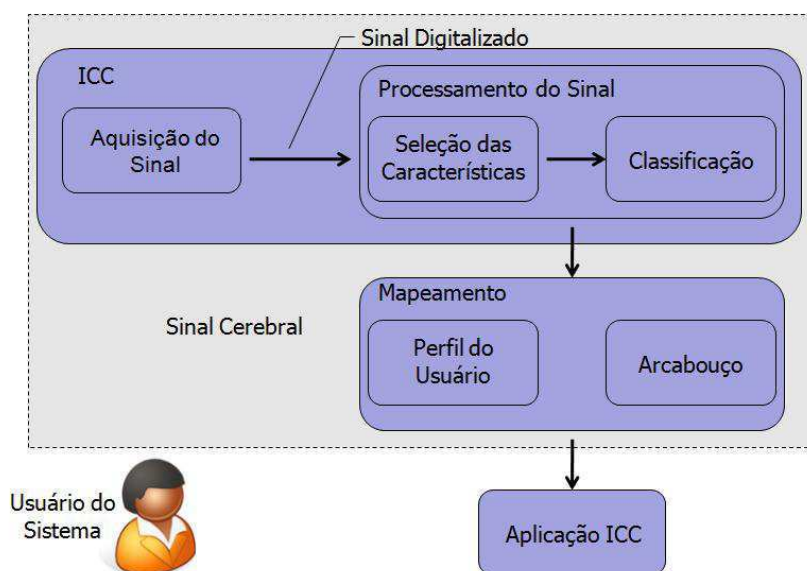 Sinal Digitalizado
ICC
Processamento do Sinal
Aquisição do
Sinal
Seleção das
Características
Classificação
Mapeamento
Sinal Cerebral
Perfil do
Usuário
Arcabouço
Usuário do
Sistema
Aplicação ICC